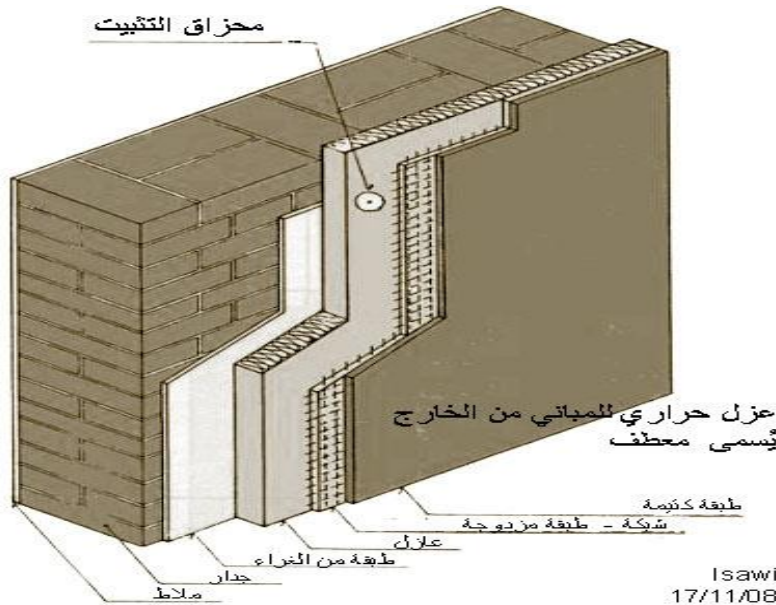 محزاق التثبيت
عزل حراري للمباني من الخارج
يُسمى معطف
طبقة كتيمة
شبكة - طبقة مزدوجة
عازل
طبقة من الغراء
جدار
ملاط
Isawi
17/11/08